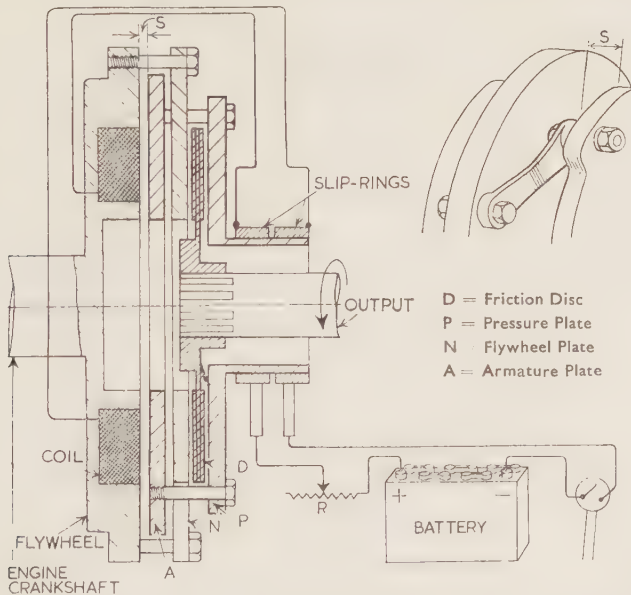 S
S
SLIP-RINGS
OUTPUT
D = Friction Disc
P = Pressure Plate
N Flywheel Plate
A = Armature Plate
COIL
D
FLYWHEEL
N
P
A
R
+
-
BATTERY
ENGINE
CRANKSHAFT